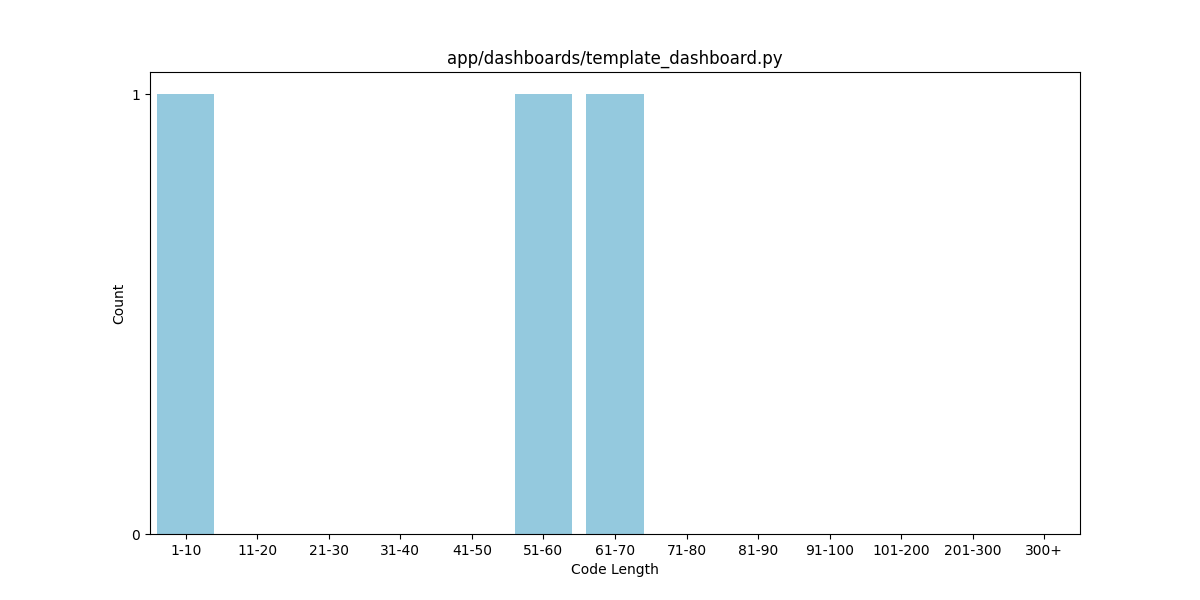 app/dashboards/template_dashboard.py
1
Count
0
1-10 11-20 21-30 31-40 41-50 51-60 61-70 71-80 81-90 91-100 101-200 201-300 300+
Code Length